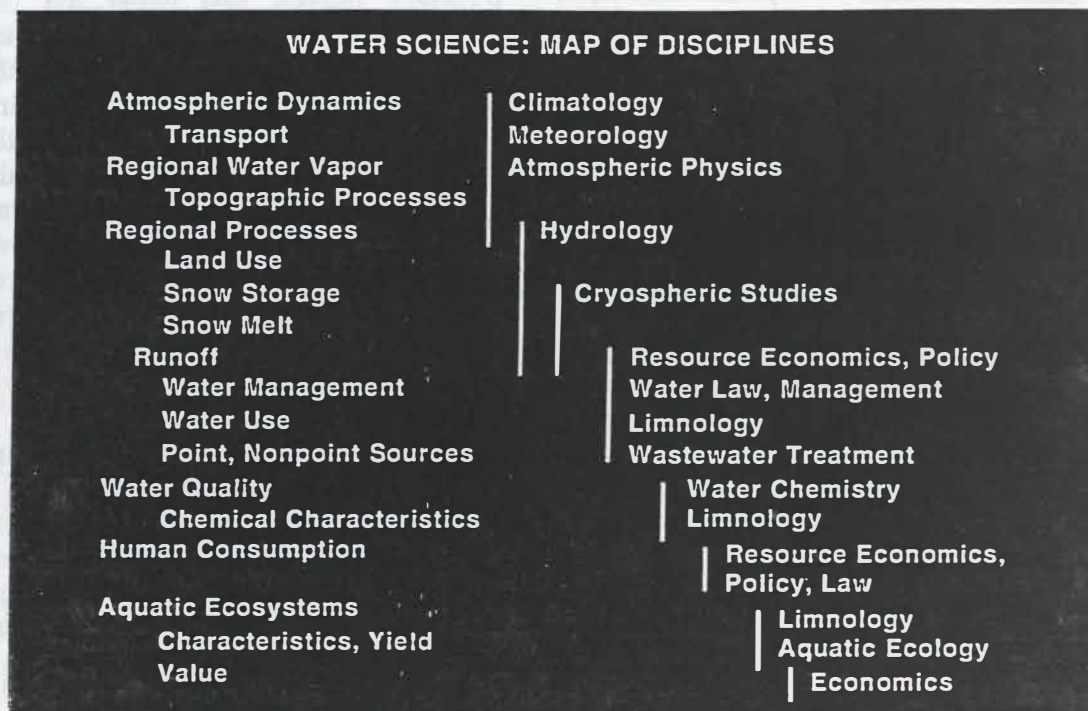 WATER SCIENCE: MAP OF DISCIPLINES
Atmospheric Dynamics
Transport
Regional Water Vapor
Topographic Processes
Regional Processes
Land Use
Snow Storage
Snow Melt
Runoff
Water Management
Water Use
Point, Nonpoint Sources
Water Quality
Chemical Characteristics
Human Consumption
Aquatic Ecosystems
Characteristics, Yield
Value
Climatology
Meteorology
Atmospheric Physics
Hydrology
Cryospheric Studies
Resource Economics, Policy
Water Law, Management
Limnology
Wastewater Treatment
Water Chemistry
Limnology
Resource Economics,
Policy, Law
Limnology
Aquatic Ecology
Economics